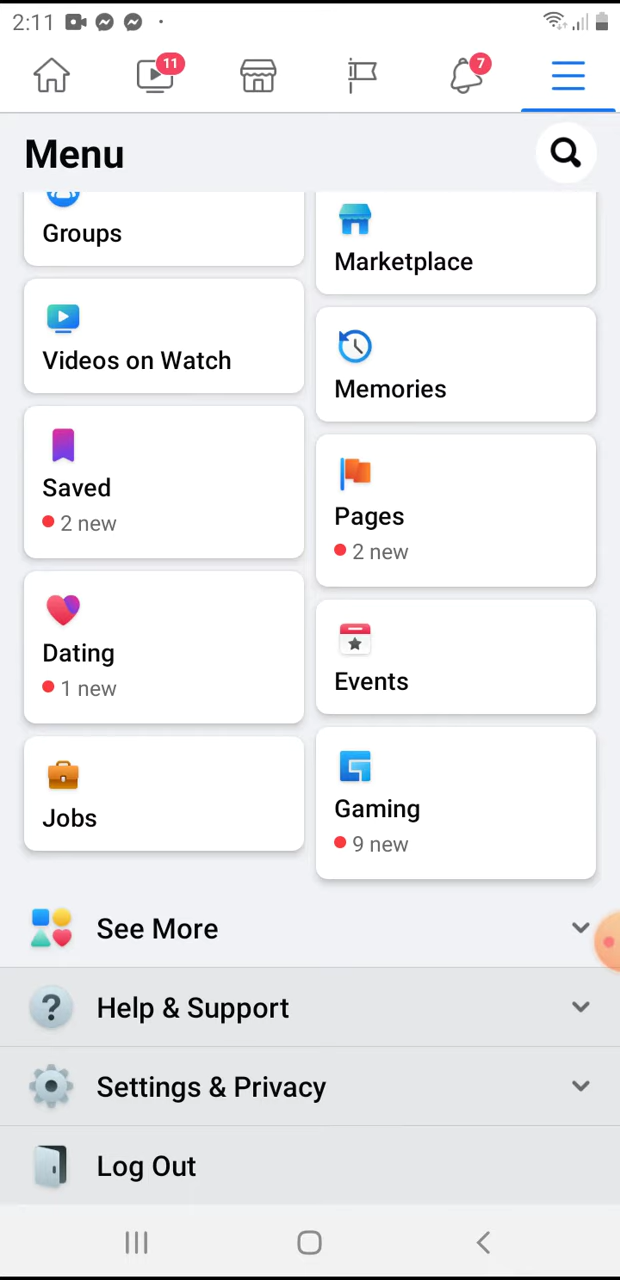 2:11
11
7
Menu
Groups
Marketplace
Videos on Watch
Memories
Saved
2 new
Pages
2 new
Dating
1 new
Events
Jobs
Gaming
9 new
See More
Help & Support
Settings & Privacy
Log Out